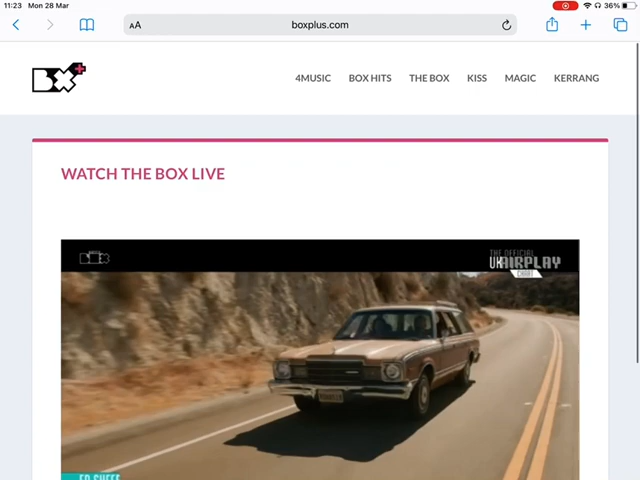 11:23 Mon 28 Mar
36%
AA boxplus.com
4MUSIC BOX HITS THE BOX KISS MAGIC KERRANG
WATCH THE BOX LIVE
THE OFFICIAL
UK AIRPLAY
CHART